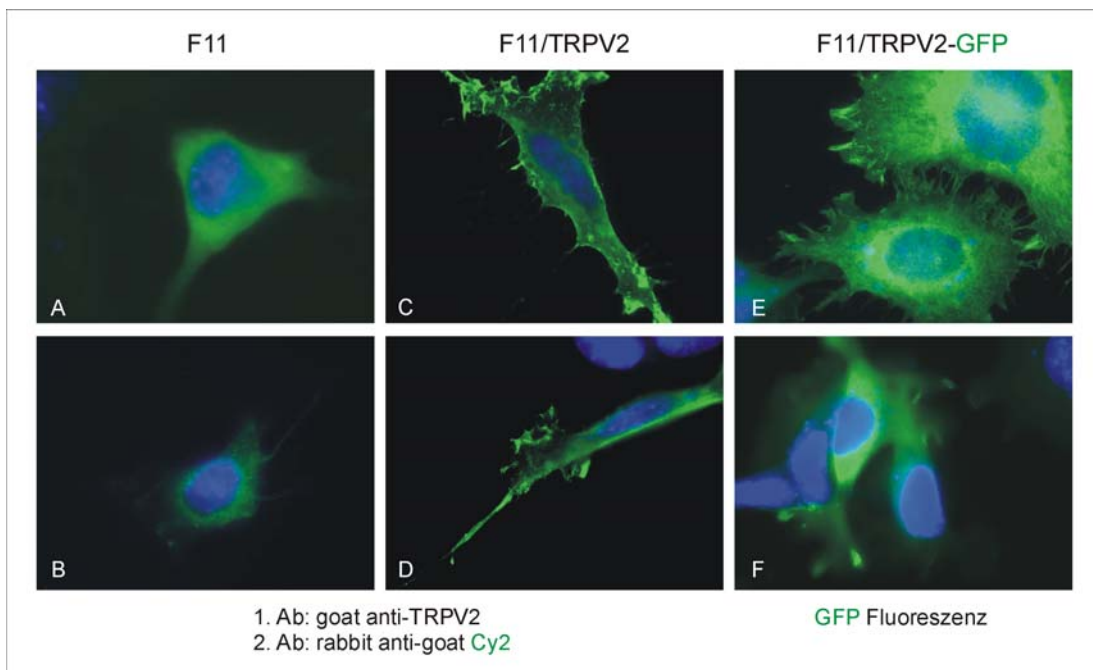 F11
F11/TRPV2
F11/TRPV2-GFP
A
C
E
B
D
F
1. Ab: goat anti-TRPV2
2. Ab: rabbit anti-goat Cy2
GFP Fluoreszenz